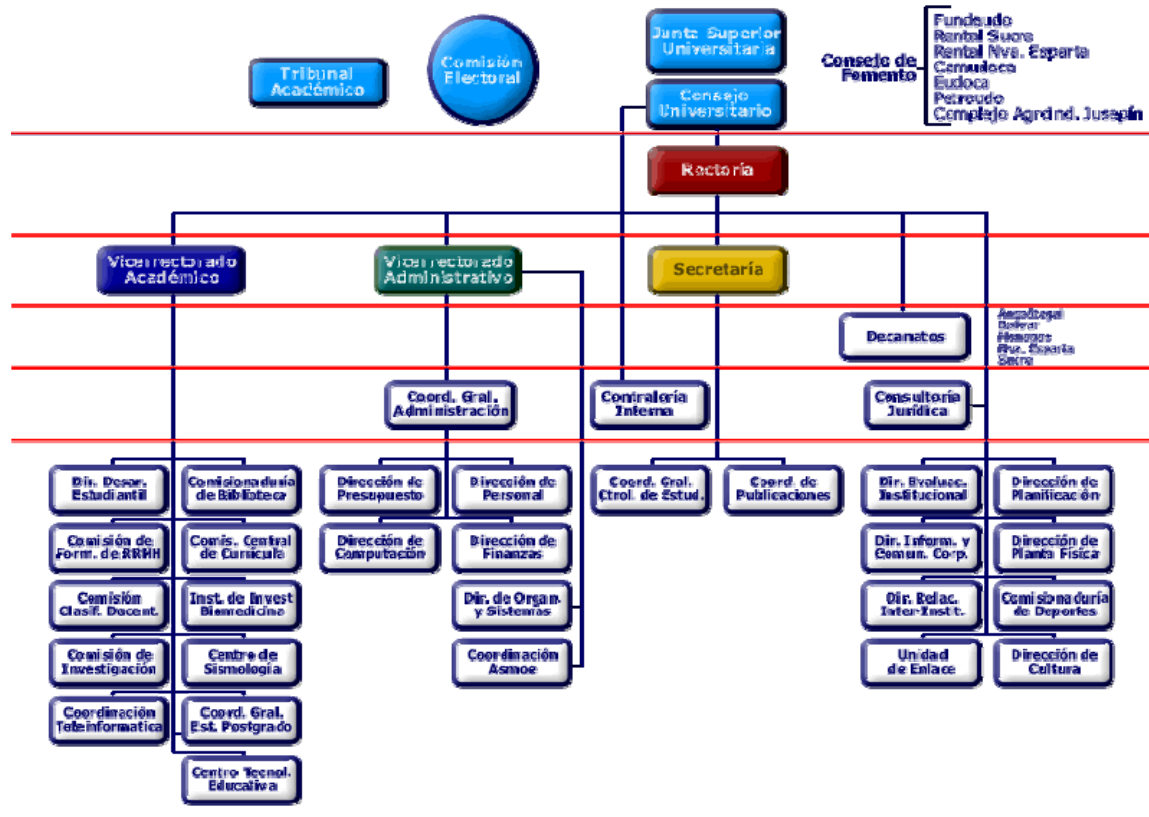 Junta Superior
Universitaria
Tribunal
Académico
Comisión
Electoral
Consejo
Universitario
Consejo de
Fomento
Fundaudo
Rental Sucre
Rental Nva. Esparta
Camudoca
Eudoca
Petroudo
Complejo Agroind. Jusepín
Rectoría
Vicerrectorado
Académico
Vicerrectorado
Administrativo
Secretaría
Decanatos
Anzoátegui
Bolívar
Monagas
Nva. Esparta
Sucre
Coord. Gral.
Administración
Contraloría
Interna
Consultoría
Jurídica
Dir. Desar.
Estudiantil
Comisionaduría
de Biblioteca
Dirección de
Presupuesto
Dirección de
Personal
Coord. Gral.
Ctrol. de Estud.
Coord. de
Publicaciones
Dir. Evaluac.
Institucional
Dirección de
Planificación
Comisión de
Form. de RRHH
Comis. Central
de Currícula
Dirección de
Computación
Dirección de
Finanzas
Dir. Inform. y
Comun. Corp.
Dirección de
Planta Física
Comisión
Clasif. Docent.
Inst. de Invest
Biomedicina
Dir. de Organ.
y Sistemas
Dir. Relac.
Inter-Instit.
Comisionaduría
de Deportes
Comisión de
Investigación
Centro de
Sismología
Coordinación
Asmoe
Unidad
de Enlace
Dirección de
Cultura
Coordinación
Teleinformatica
Coord. Gral.
Est. Postgrado
Centro Tecnol.
Educativa